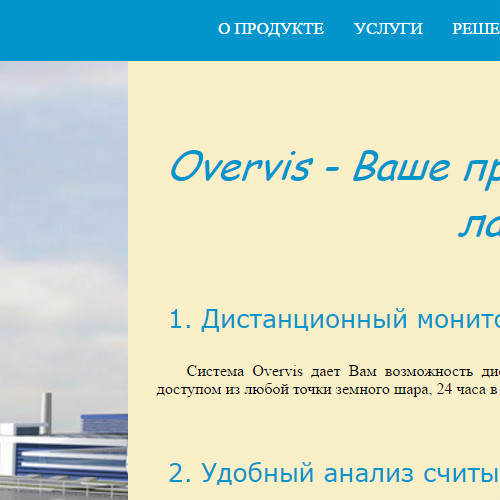 О ПРОДУКТЕ УСЛУГИ РЕШЕ
Overvis - Ваше пр
ла
1. Дистанционный монито
Система Overvis дает Вам возможность дис
доступом из любой точки земного шара, 24 часа в
2. Удобный анализ считы